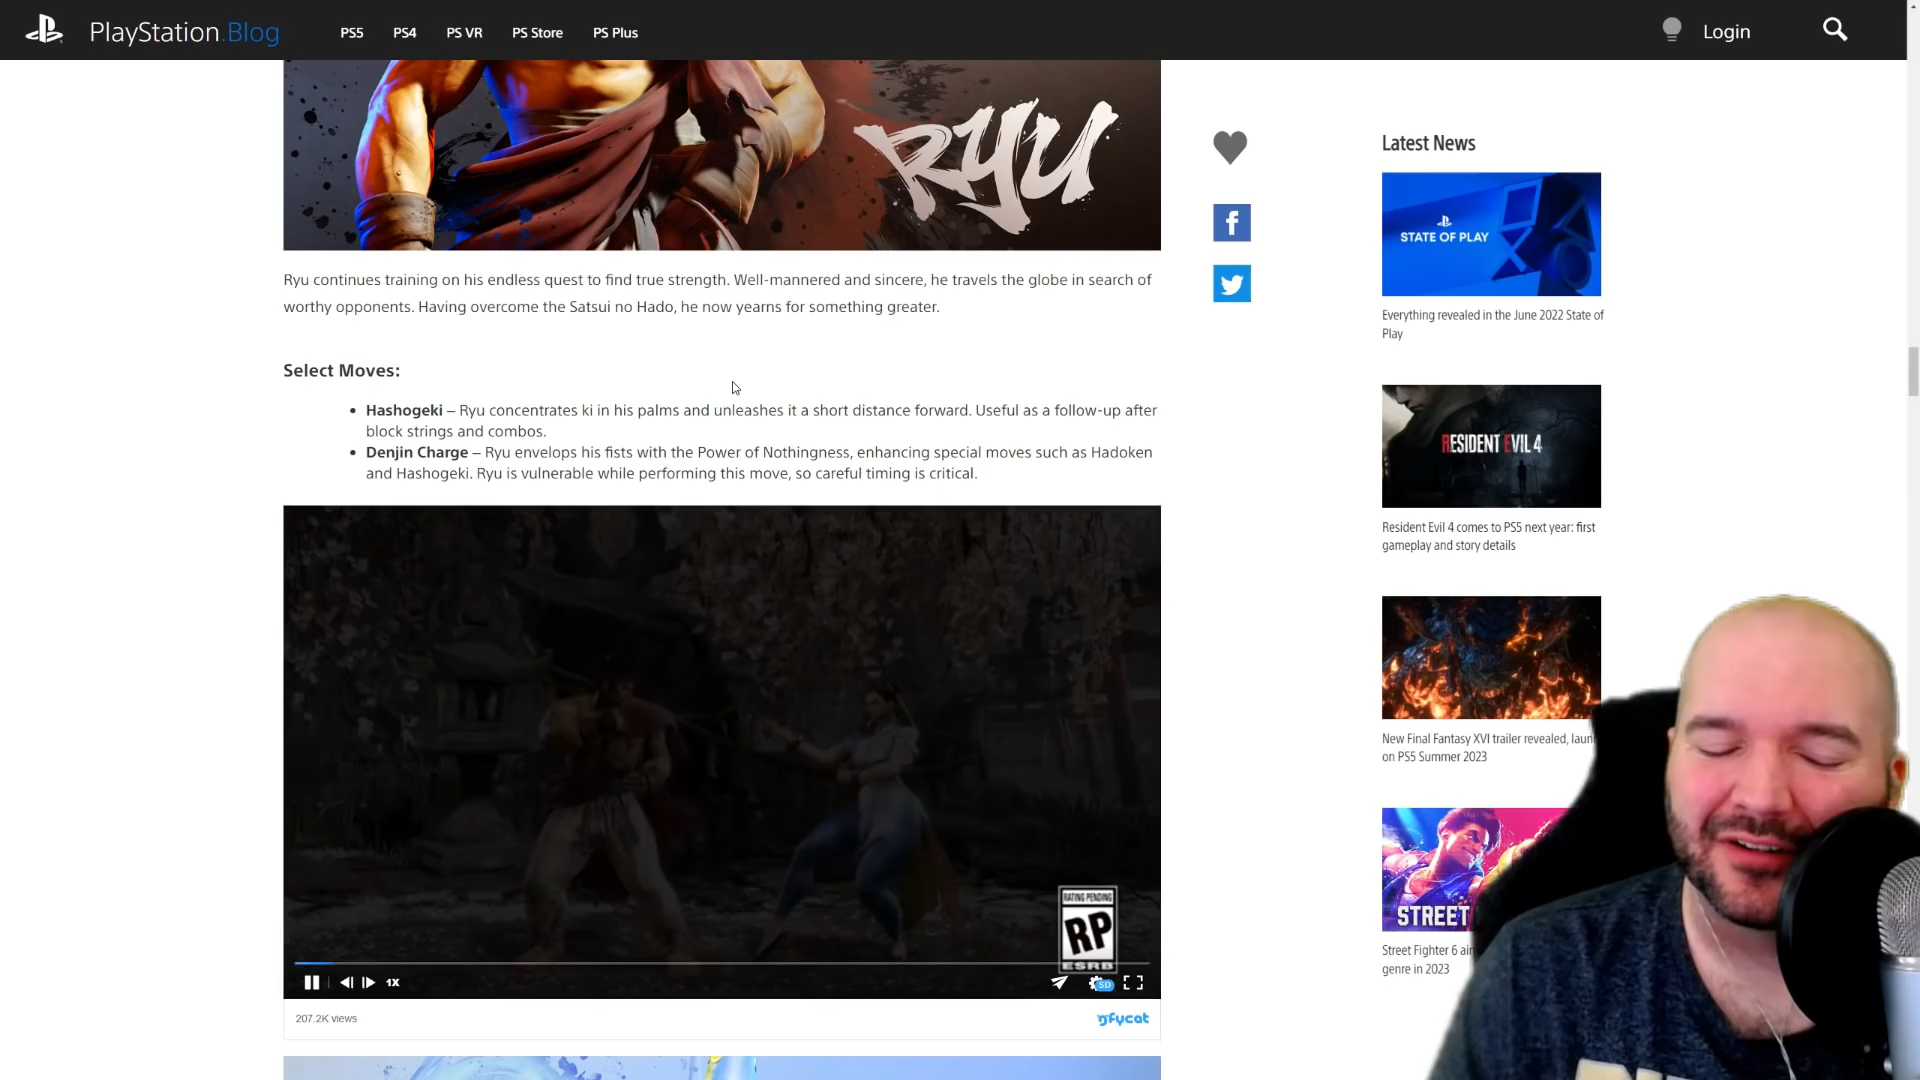 PlayStation.Blog
PS5 PS4 PS VR PS Store PS Plus
Login
RYU
Ryu continues training on his endless quest to find true strength. Well-mannered and sincere, he travels the globe in search of
worthy opponents. Having overcome the Satsui no Hado, he now yearns for something greater.
Select Moves:
• Hashogeki – Ryu concentrates ki in his palms and unleashes it a short distance forward. Useful as a follow-up after
block strings and combos.
• Denjin Charge – Ryu envelops his fists with the Power of Nothingness, enhancing special moves such as Hadoken
and Hashogeki. Ryu is vulnerable while performing this move, so careful timing is critical.
RATING PENDING
RP
ESRB
1X
SD
207.2K views
gfycat
Latest News
STATE OF PLAY
Everything revealed in the June 2022 State of
Play
RESIDENT EVIL 4
Resident Evil 4 comes to PS5 next year: first
gameplay and story details
New Final Fantasy XVI trailer revealed,
on PS5 Summer 2023
STREET
Street Fighter 6
genre in 2023